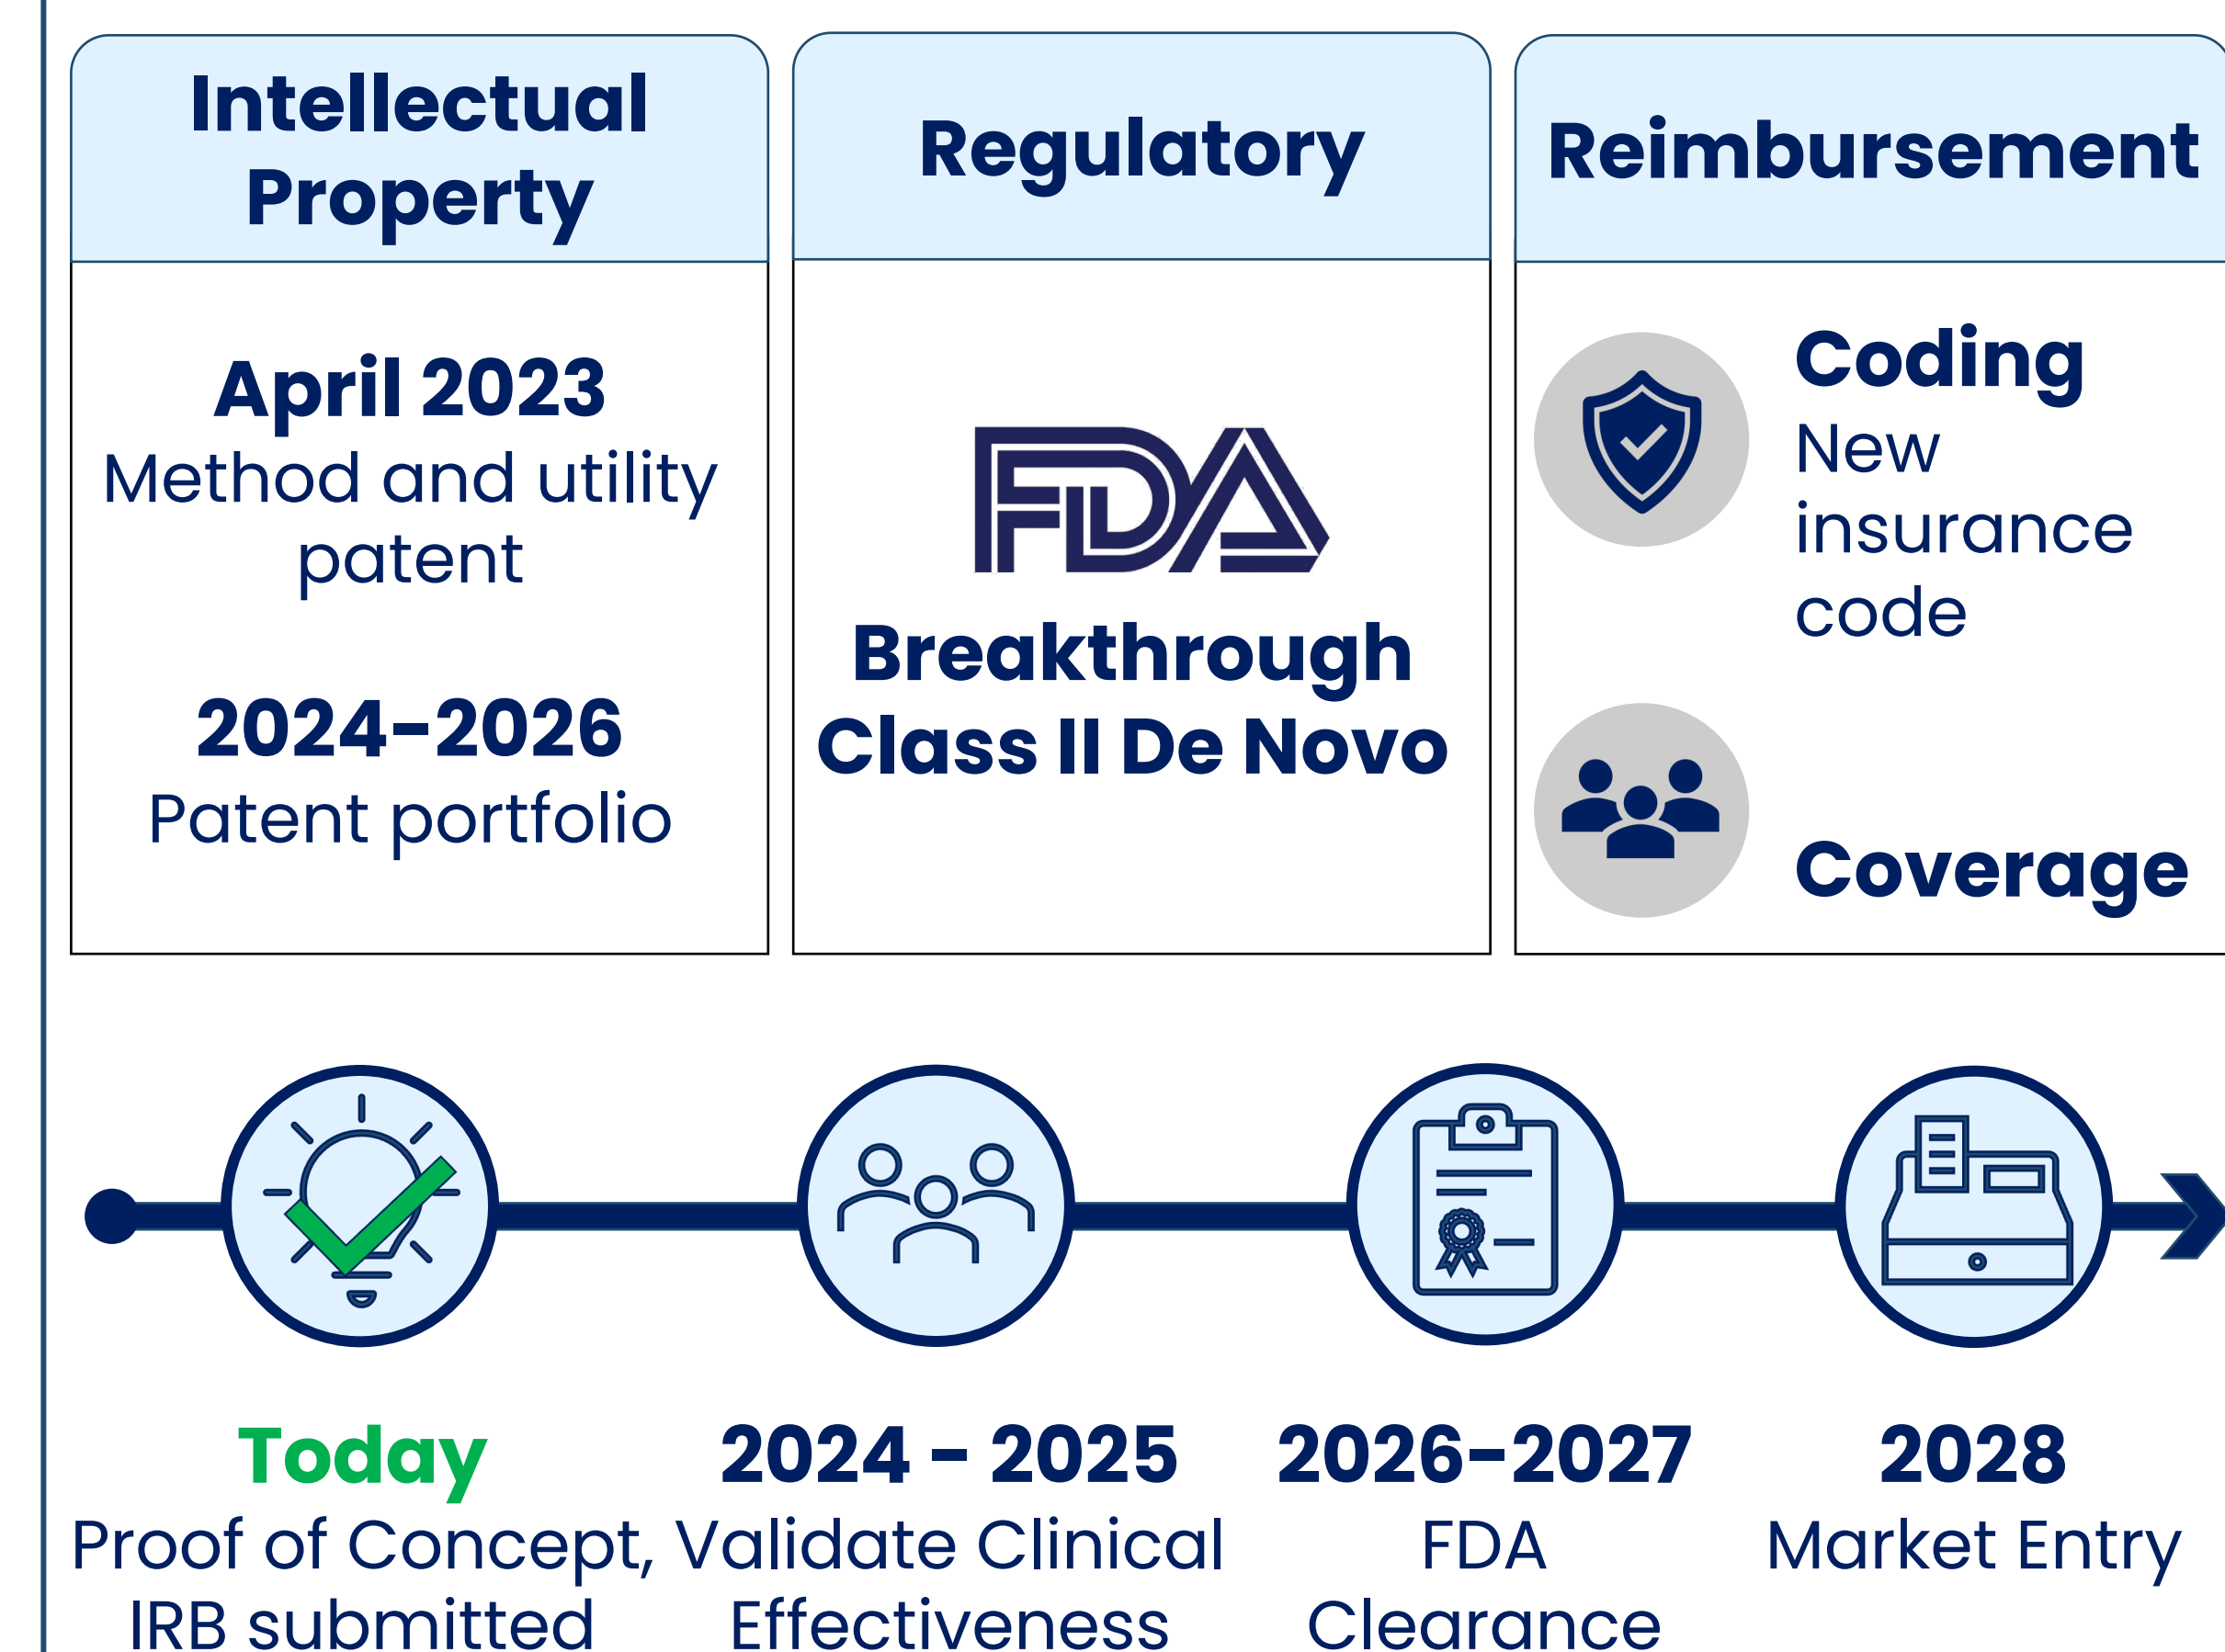 Intellectual
Property
April 2023
Method and utility
patent
2024-2026
Patent portfolio
Regulatory
FDA
Breakthrough
Class II De Novo
Reimbursement
Coding
New
insurance
code
Coverage
Today
Proof of Concept,
IRB submitted
2024 – 2025
Validate Clinical
Effectiveness
2026-2027
FDA
Clearance
2028
Market Entry